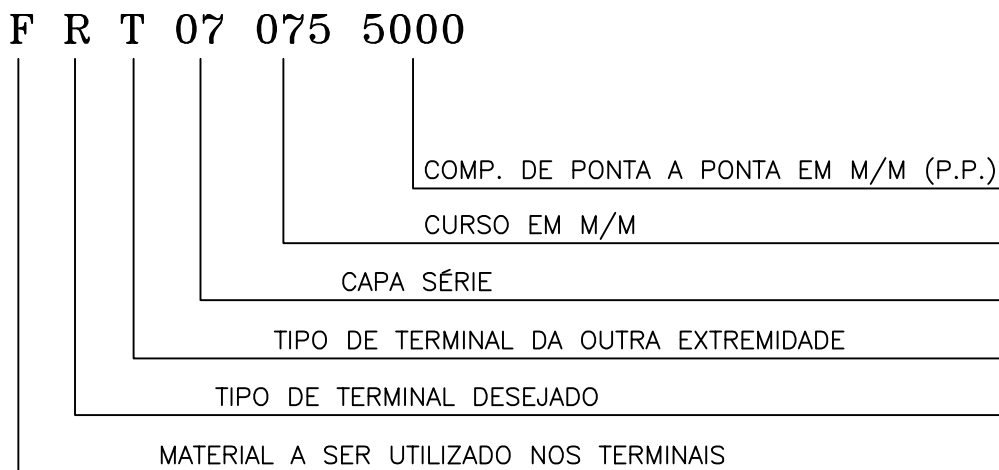 F R T 07 075 5000
COMP. DE PONTA A PONTA EM M/M (P.P.)
CURSO EM M/M
CAPA SÉRIE
TIPO DE TERMINAL DA OUTRA EXTREMIDADE
TIPO DE TERMINAL DESEJADO
MATERIAL A SER UTILIZADO NOS TERMINAIS